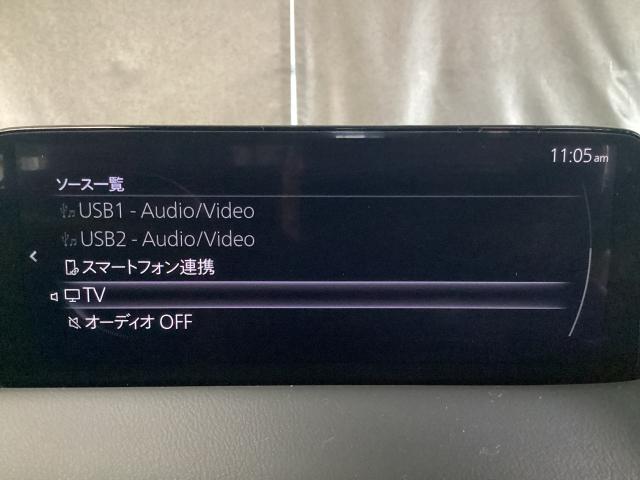 11:05am
ソース一覧
USB1 - Audio/Video
USB2 - Audio/Video
スマートフォン連携
TV
オーディオ OFF